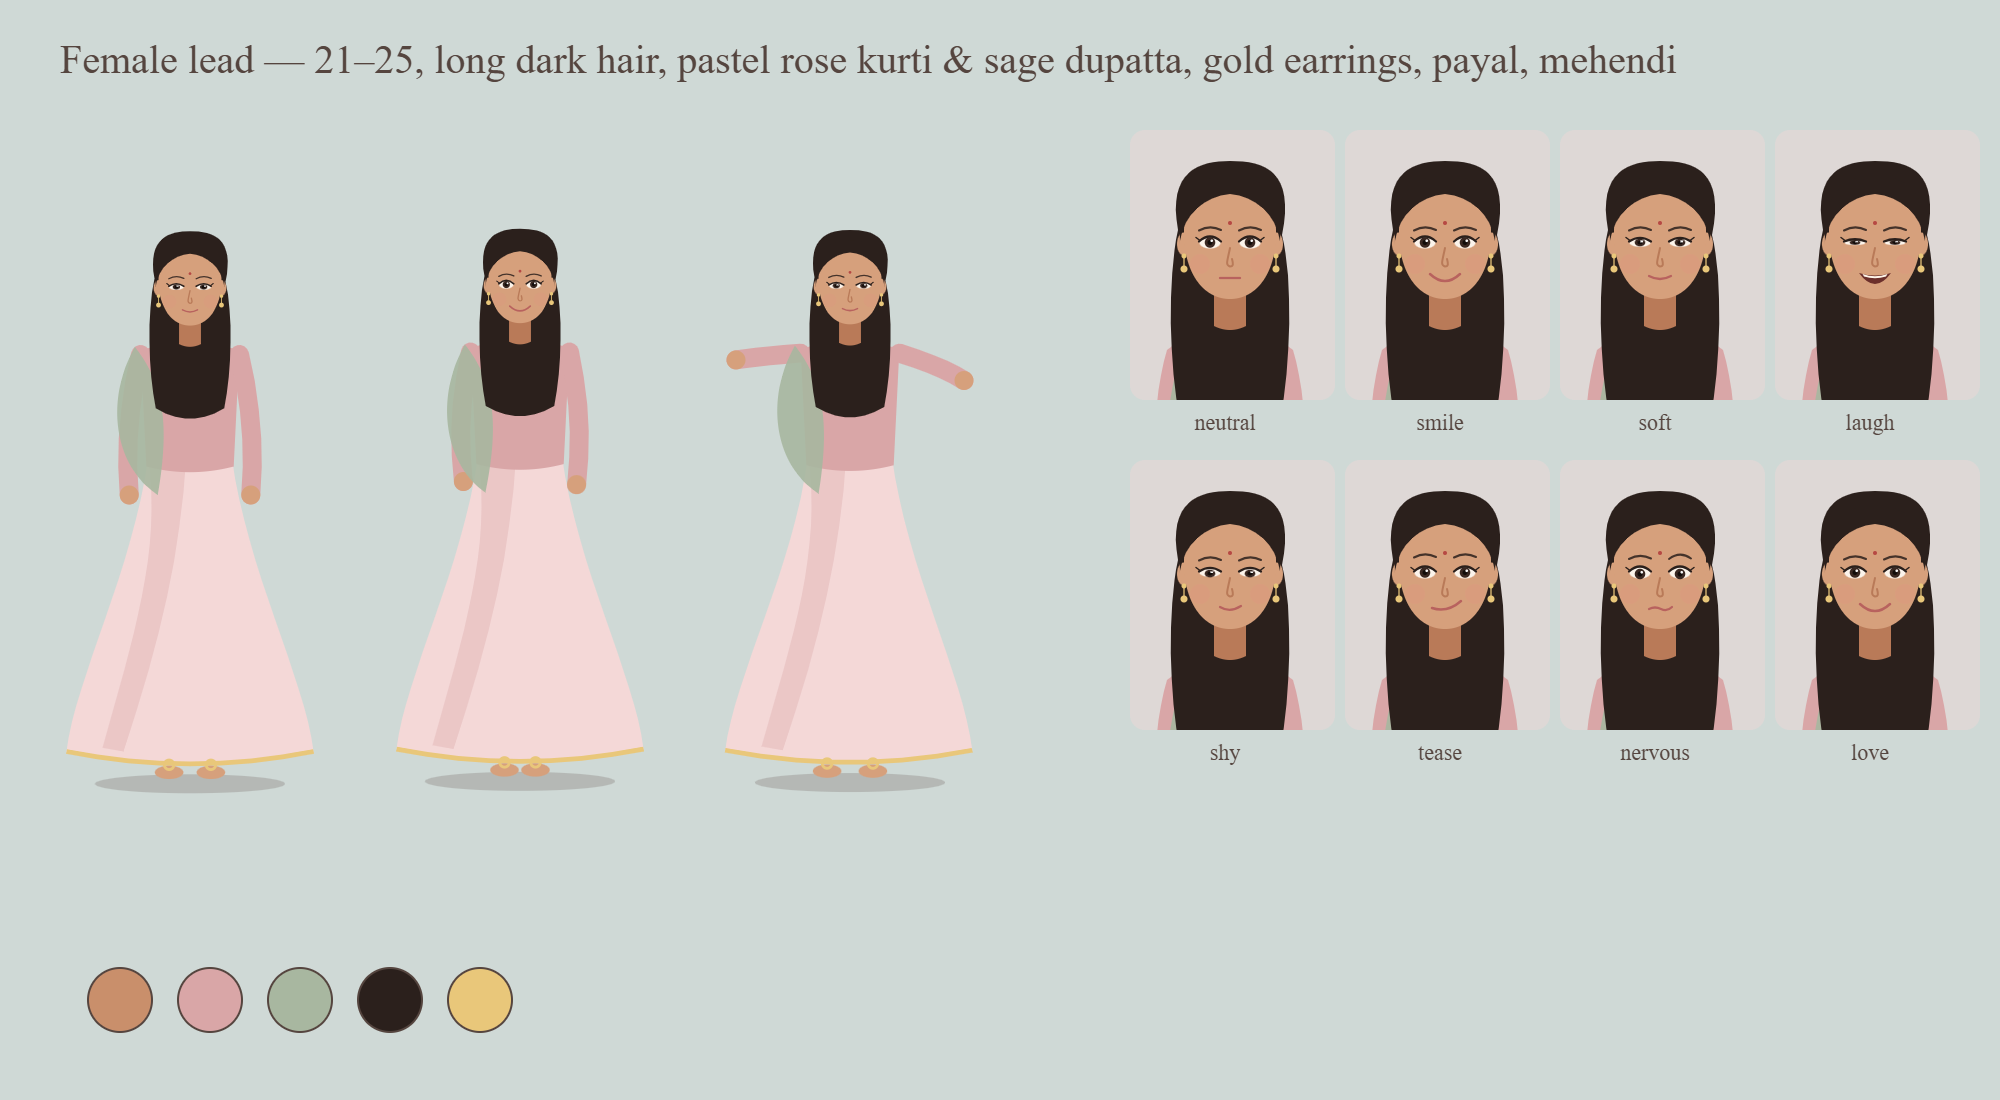 Female lead — 21–25, long dark hair, pastel rose kurti & sage dupatta, gold earrings, payal, mehendi
neutral
smile
soft
laugh
shy
tease
nervous
love